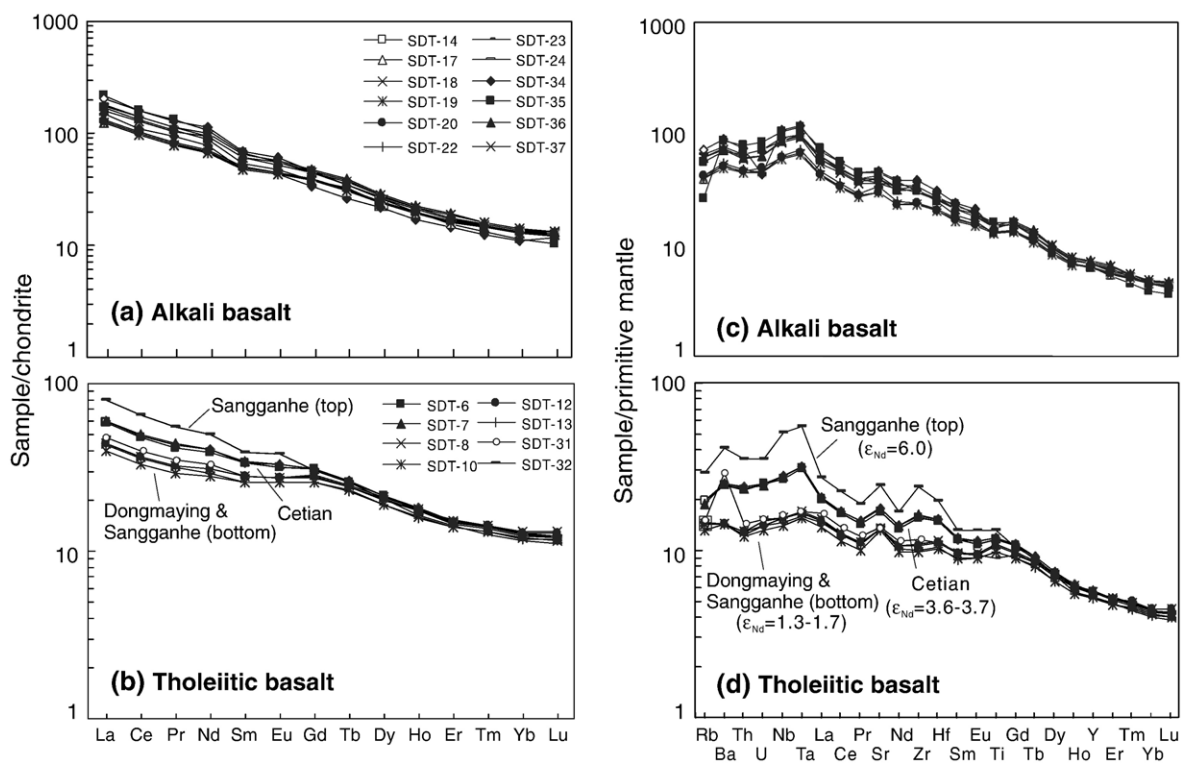 Sample/chondrite
1000
100
10
1
SDT-14 SDT-23
SDT-17 SDT-24
SDT-18 SDT-34
SDT-19 SDT-35
SDT-20 SDT-36
SDT-22 SDT-37
(a) Alkali basalt
100
10
1
Sangganhe (top)
SDT-6 SDT-12
SDT-7 SDT-13
SDT-8 SDT-31
SDT-10 SDT-32
Dongmaying &
Sangganhe (bottom)
Cetian
(b) Tholeiitic basalt
La Ce Pr Nd Sm Eu Gd Tb Dy Ho Er Tm Yb Lu
Sample/primitive mantle
1000
100
10
1
(c) Alkali basalt
100
10
1
Sangganhe (top)
(εNd=6.0)
Dongmaying &
Sangganhe (bottom)
(εNd=1.3-1.7)
Cetian
(εNd=3.6-3.7)
(d) Tholeiitic basalt
Rb Th Nb La Pr Nd Hf Eu Gd Dy Y Tm Lu
Ba U Ta Ce Sr Zr Sm Ti Tb Ho Er Yb